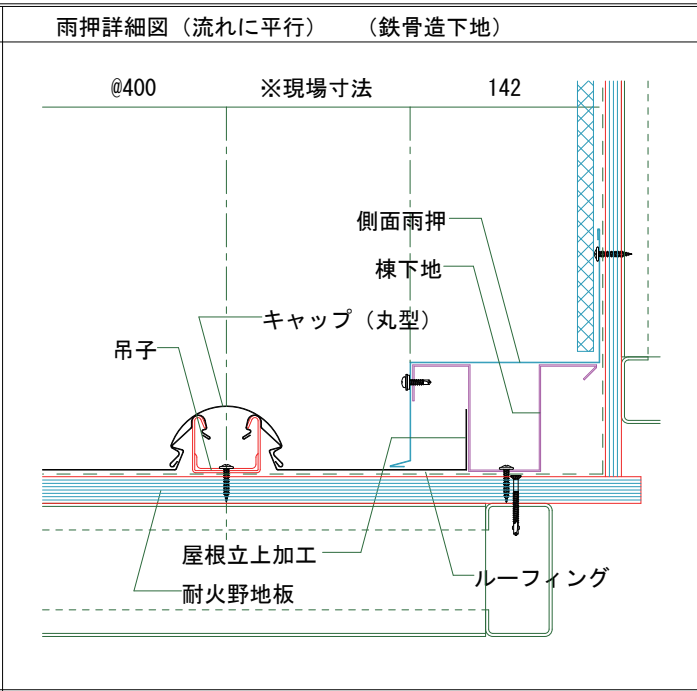 雨押詳細図（流れに平行）　（鉄骨造下地）
@400　※現場寸法　142
側面雨押
棟下地
キャップ（丸型）
吊子
屋根立上加工
ルーフィング
耐火野地板